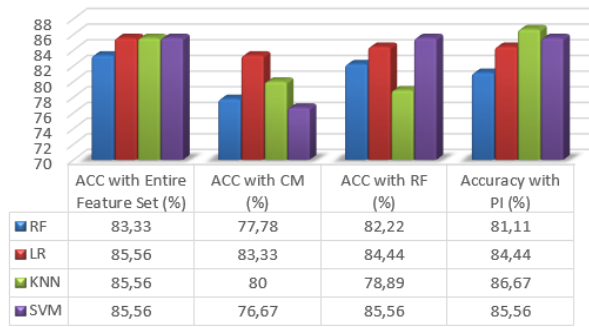 88
86
84
82
80
78
76
74
72
70
ACC with Entire Feature Set (%)
ACC with CM (%)
ACC with RF (%)
Accuracy with PI (%)
RF 83,33 77,78 82,22 81,11
LR 85,56 83,33 84,44 84,44
KNN 85,56 80 78,89 86,67
SVM 85,56 76,67 85,56 85,56